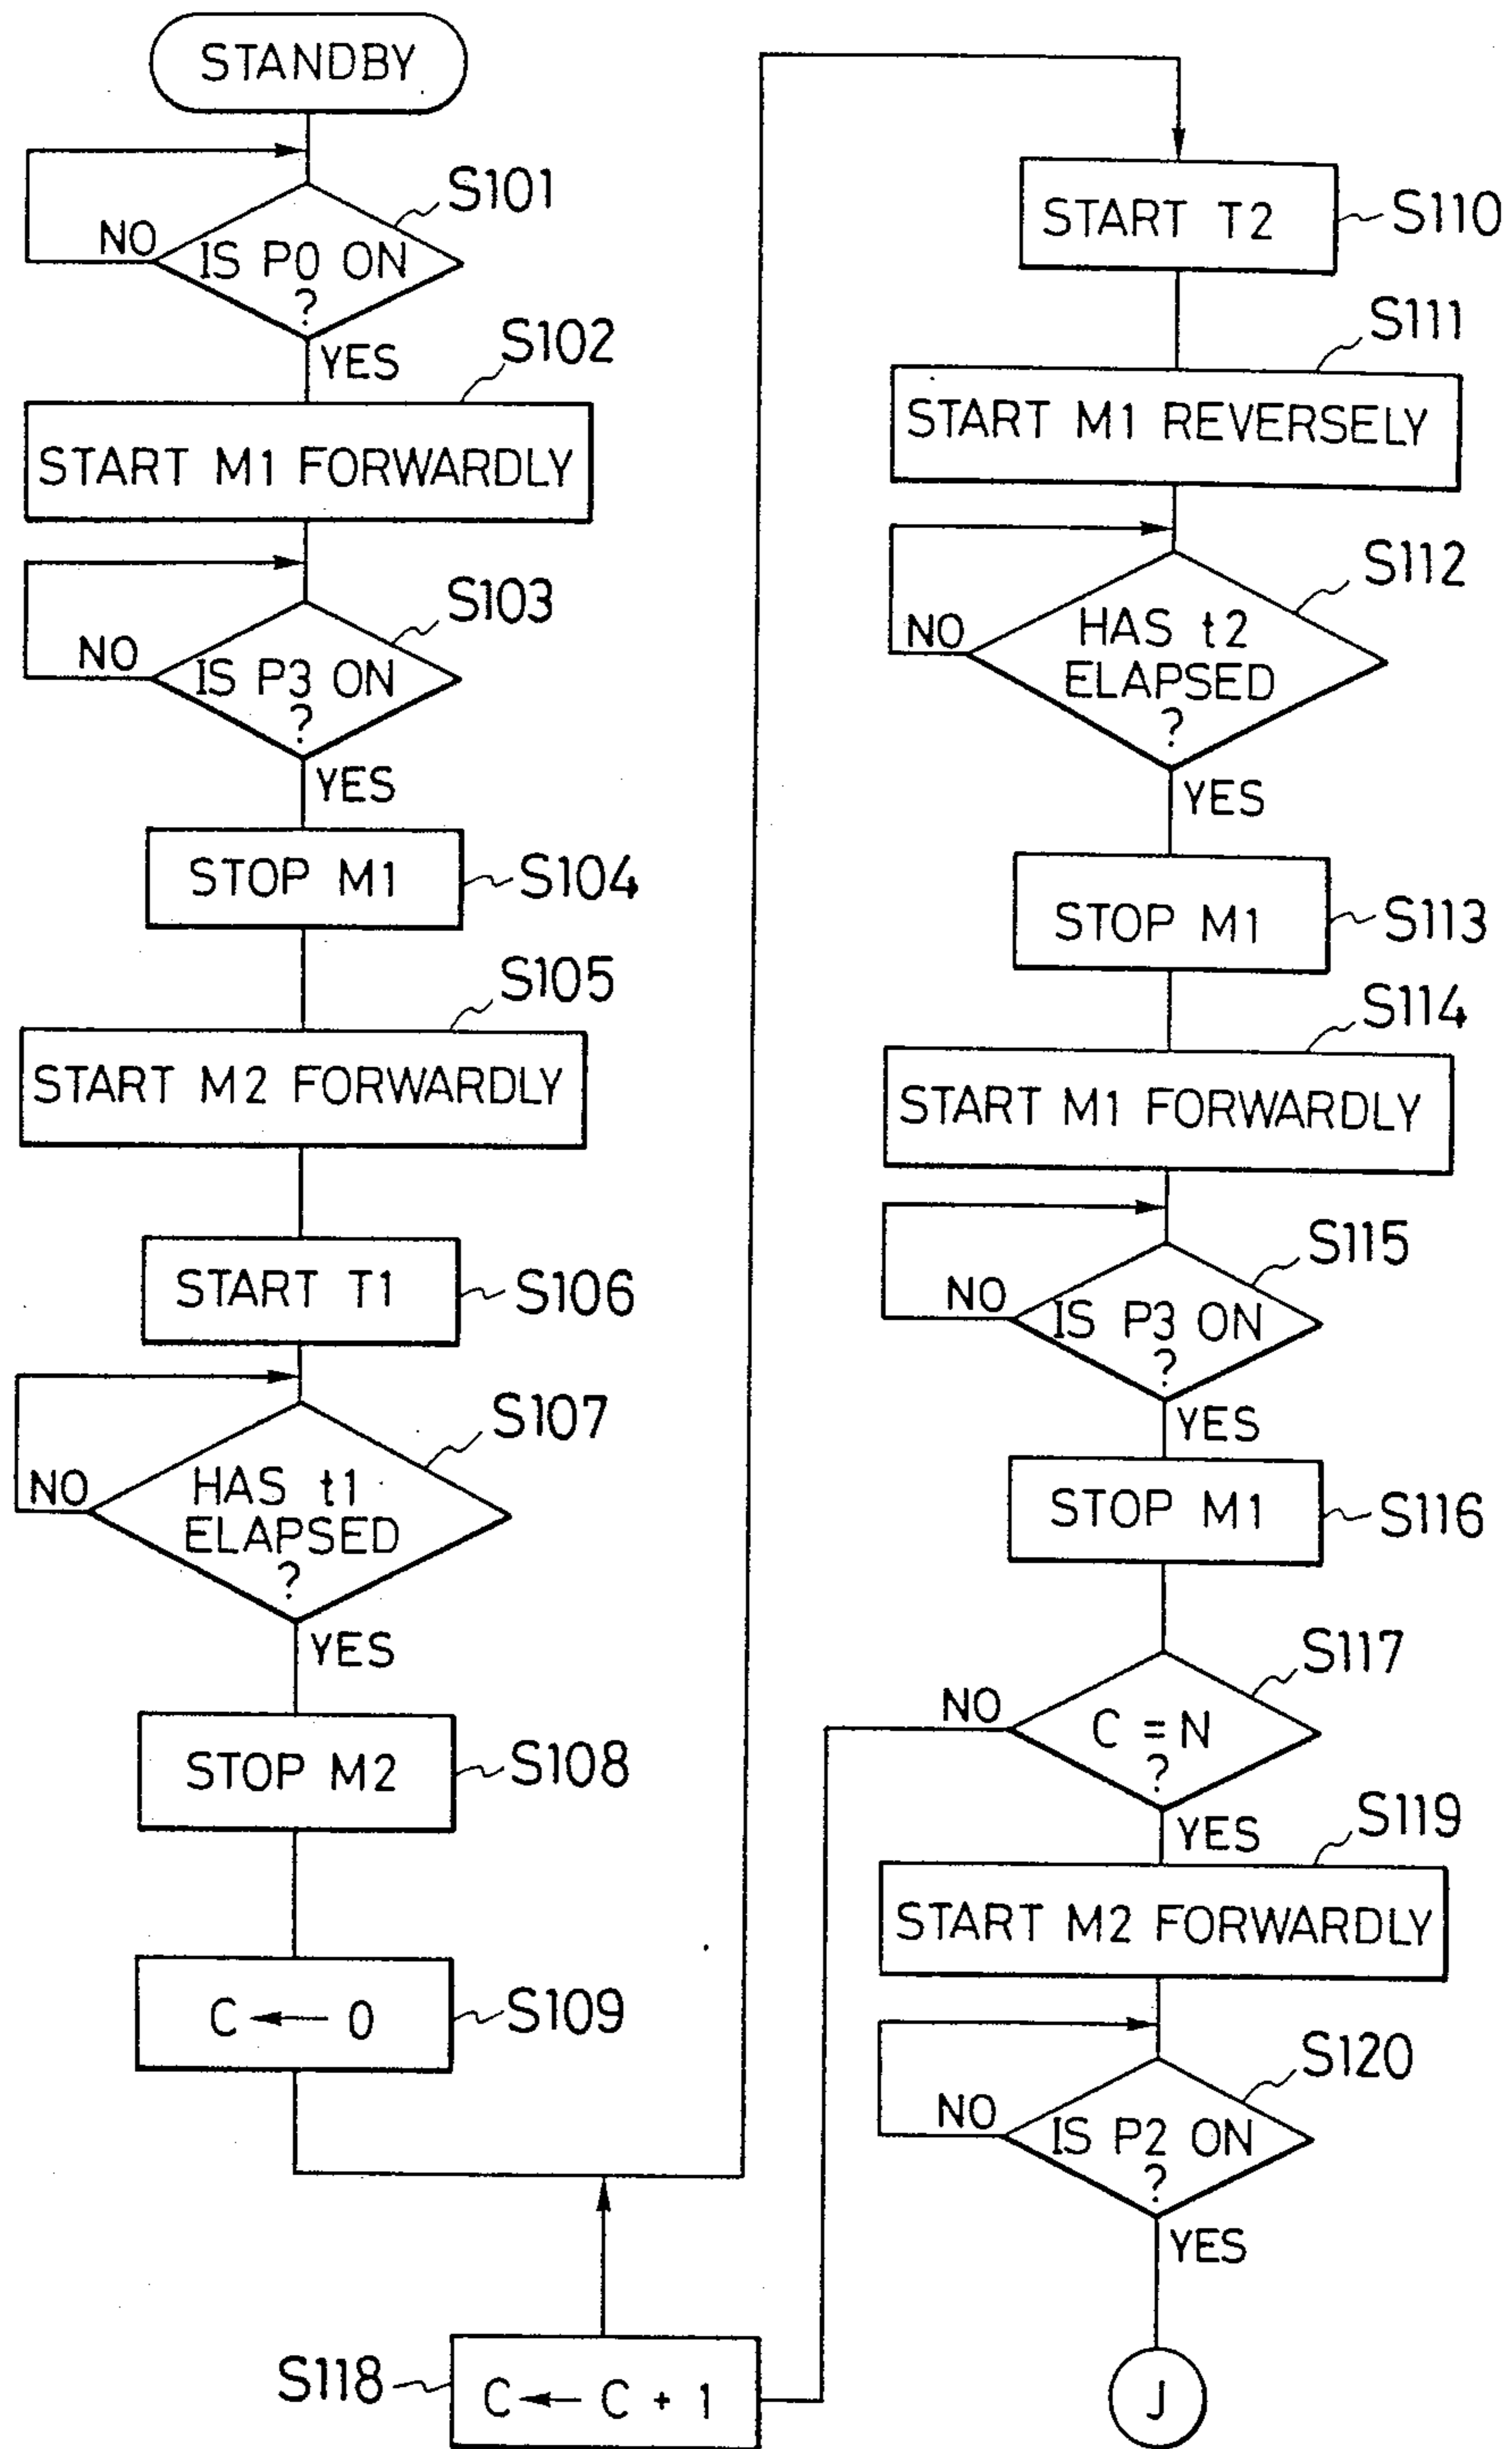 STANDBY
S101
NO
IS P0 ON
?
YES
S102
START M1 FORWARDLY
S103
NO
IS P3 ON
?
YES
STOP M1
S104
S105
START M2 FORWARDLY
START T1
S106
S107
NO
HAS t1
ELAPSED
?
YES
STOP M2
S108
C ← 0
S109
S118
C ← C + 1
START T2
S110
S111
START M1 REVERSELY
S112
NO
HAS t2
ELAPSED
?
YES
STOP M1
S113
S114
START M1 FORWARDLY
S115
NO
IS P3 ON
?
YES
STOP M1
S116
S117
NO
C = N
?
YES
S119
START M2 FORWARDLY
S120
NO
IS P2 ON
?
YES
J